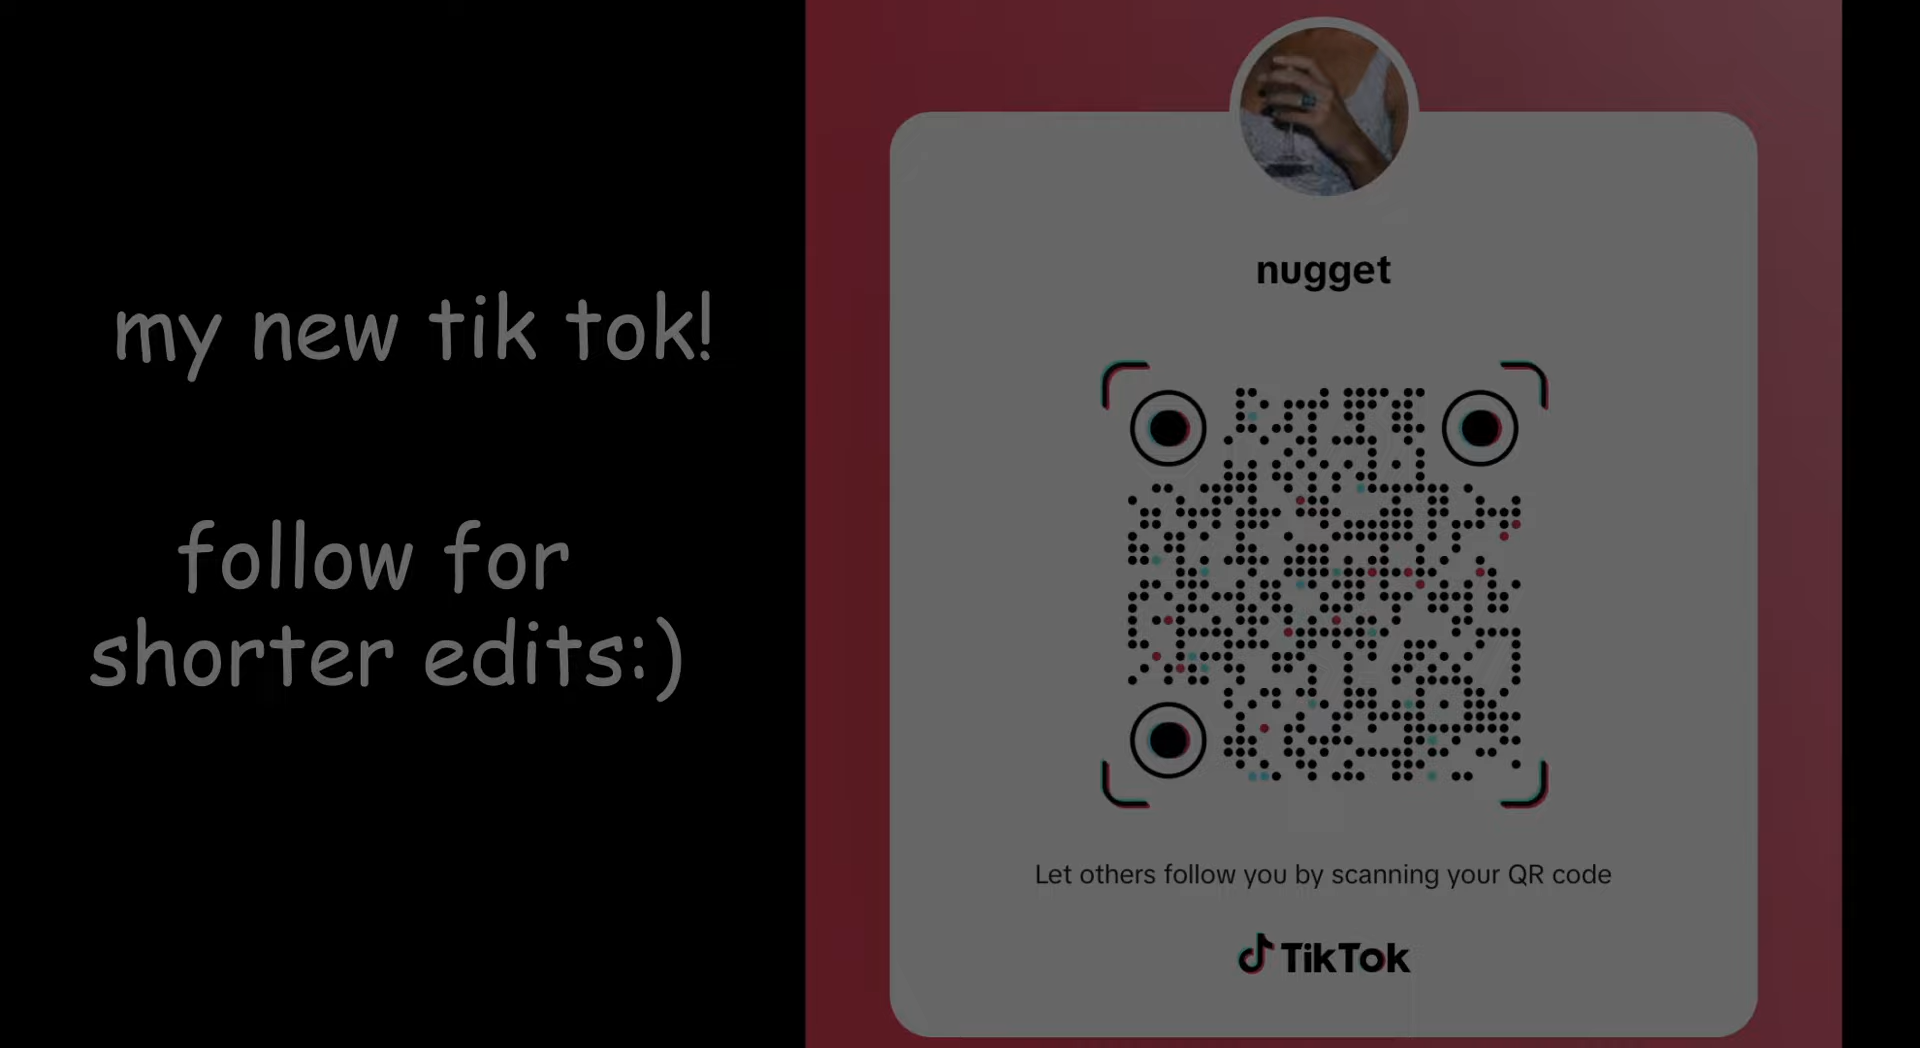 my new tik tok!
follow for
shorter edits:)
nugget
Let others follow you by scanning your QR code
TikTok